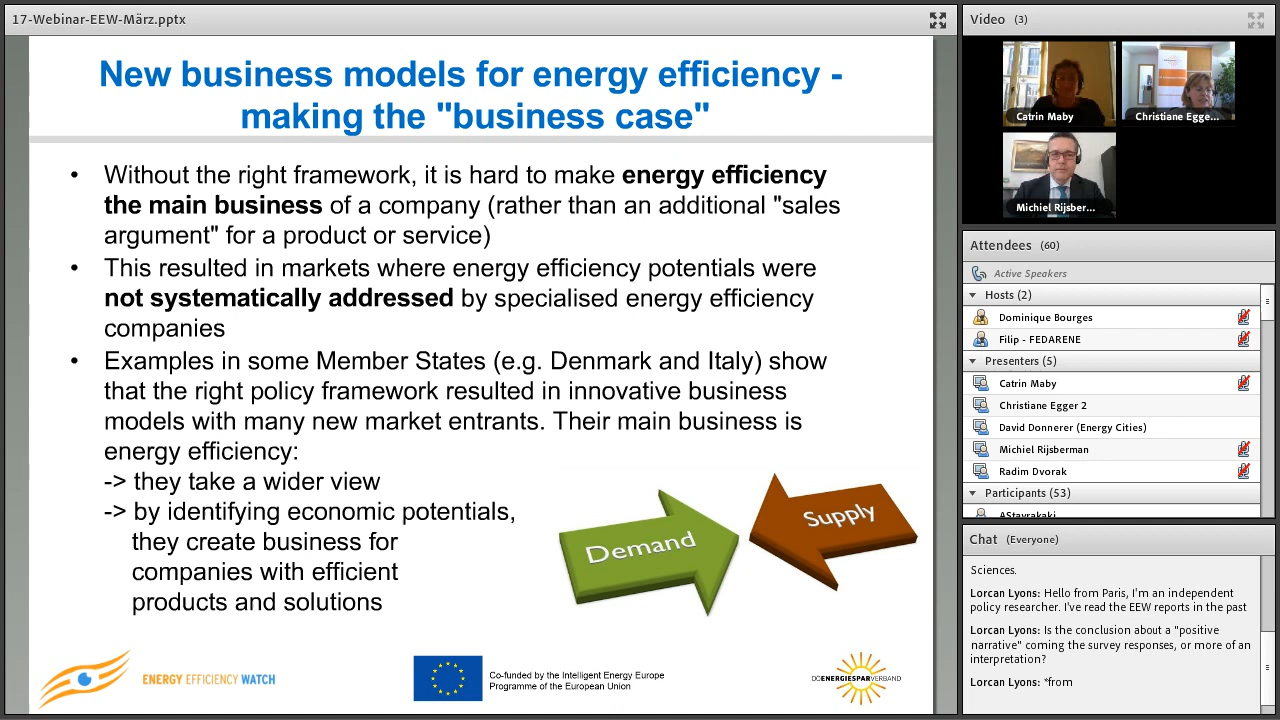 17-Webinar-EEW-März.pptx
New business models for energy efficiency -
making the "business case"
• Without the right framework, it is hard to make energy efficiency
the main business of a company (rather than an additional "sales
argument" for a product or service)
• This resulted in markets where energy efficiency potentials were
not systematically addressed by specialised energy efficiency
companies
• Examples in some Member States (e.g. Denmark and Italy) show
that the right policy framework resulted in innovative business
models with many new market entrants. Their main business is
energy efficiency:
-> they take a wider view
-> by identifying economic potentials,
they create business for
companies with efficient
products and solutions
Demand
Supply
ENERGY EFFICIENCY WATCH
Co-funded by the Intelligent Energy Europe
Programme of the European Union
OÖENERGIESPARVERBAND
Video (3)
Catrin Maby
Christiane Egge...
Michiel Rijsber...
Attendees (60)
Active Speakers
Hosts (2)
Dominique Bourges
Filip - FEDARENE
Presenters (5)
Catrin Maby
Christiane Egger 2
David Donnerer (Energy Cities)
Michiel Rijsberman
Radim Dvorak
Participants (53)
AStavrakaki
Chat (Everyone)
Sciences.
Lorcan Lyons: Hello from Paris, I'm an independent
policy researcher. I've read the EEW reports in the past
Lorcan Lyons: Is the conclusion about a "positive
narrative" coming the survey responses, or more of an
interpretation?
Lorcan Lyons: *from